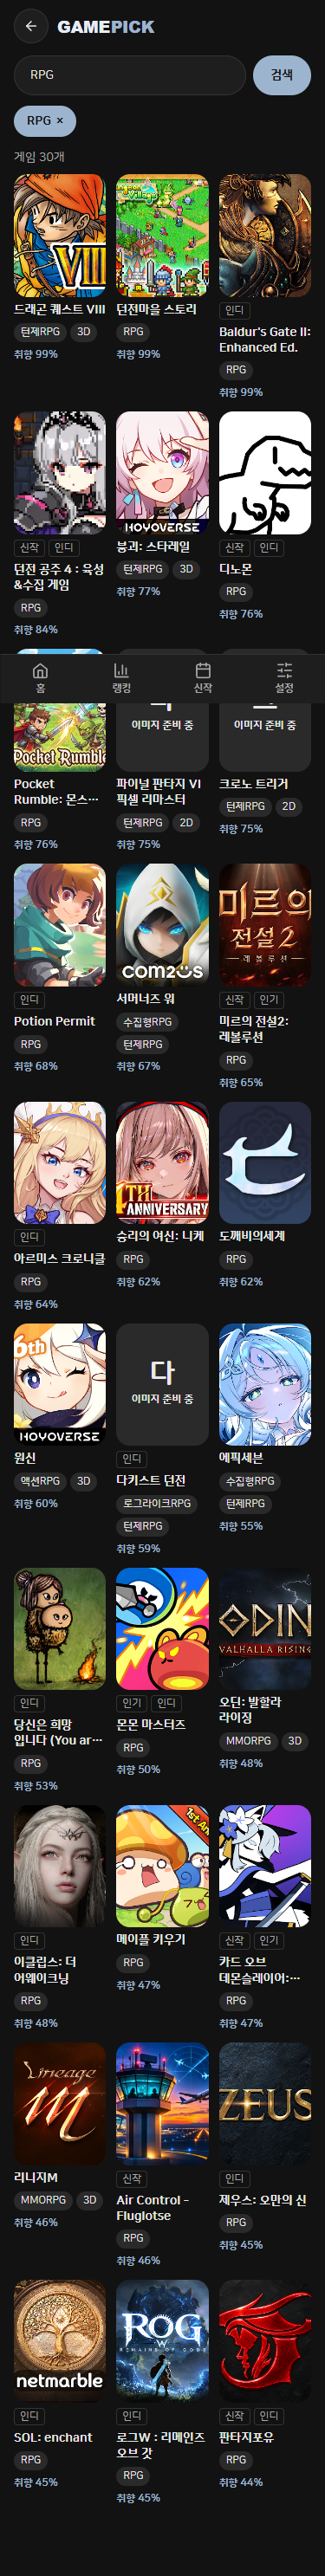 GAMEPICK
RPG
검색
RPG ×
게임 30개
VIII
드래곤 퀘스트 VIII
턴제RPG 3D
취향 99%
던전마을 스토리
RPG
취향 99%
인디
Baldur's Gate II:
Enhanced Ed.
RPG
취향 99%
신작 인디
던전 공주 4 : 육성
&수집 게임
RPG
취향 84%
HOYOVERSE
붕괴: 스타레일
턴제RPG 3D
취향 77%
신작 인디
디노몬
RPG
취향 76%
홈
랭킹
신작
설정
Pocket Rumble
Pocket
Rumble: 몬스…
RPG
취향 76%
이미지 준비 중
파이널 판타지 VI
픽셀 리마스터
턴제RPG 2D
취향 75%
이미지 준비 중
크로노 트리거
턴제RPG 2D
취향 75%
인디
Potion Permit
RPG
취향 68%
COM2US
서머너즈 워
수집형RPG
턴제RPG
취향 67%
미르의
전설2
레볼루션
신작 인기
미르의 전설2:
레볼루션
RPG
취향 65%
인디
아르미스 크로니클
RPG
취향 64%
4TH
ANNIVERSARY
승리의 여신: 니케
RPG
취향 62%
도깨비의세계
RPG
취향 62%
6th
HOYOVERSE
원신
액션RPG 3D
취향 60%
다
이미지 준비 중
인디
다키스트 던전
로그라이크RPG
턴제RPG
취향 59%
에픽세븐
수집형RPG
턴제RPG
취향 55%
인디
당신은 희망
입니다 (You ar…
RPG
취향 53%
인기 인디
몬몬 마스터즈
RPG
취향 50%
ODIN
VALHALLA RISING
오딘: 발할라
라이징
MMORPG 3D
취향 48%
인디
이클립스: 더
어웨이크닝
RPG
취향 48%
1st An
메이플 키우기
RPG
취향 47%
신작 인기
카드 오브
데몬슬레이어:…
RPG
취향 47%
Lineage
M
리니지M
MMORPG 3D
취향 46%
신작
Air Control -
Fluglotse
RPG
취향 46%
ZEUS
인디
제우스: 오만의 신
RPG
취향 45%
netmarble
인디
SOL: enchant
RPG
취향 45%
ROG
W
REMAINS OF GODS
인디
로그W : 리메인즈
오브 갓
RPG
취향 45%
신작 인디
판타지포유
RPG
취향 44%